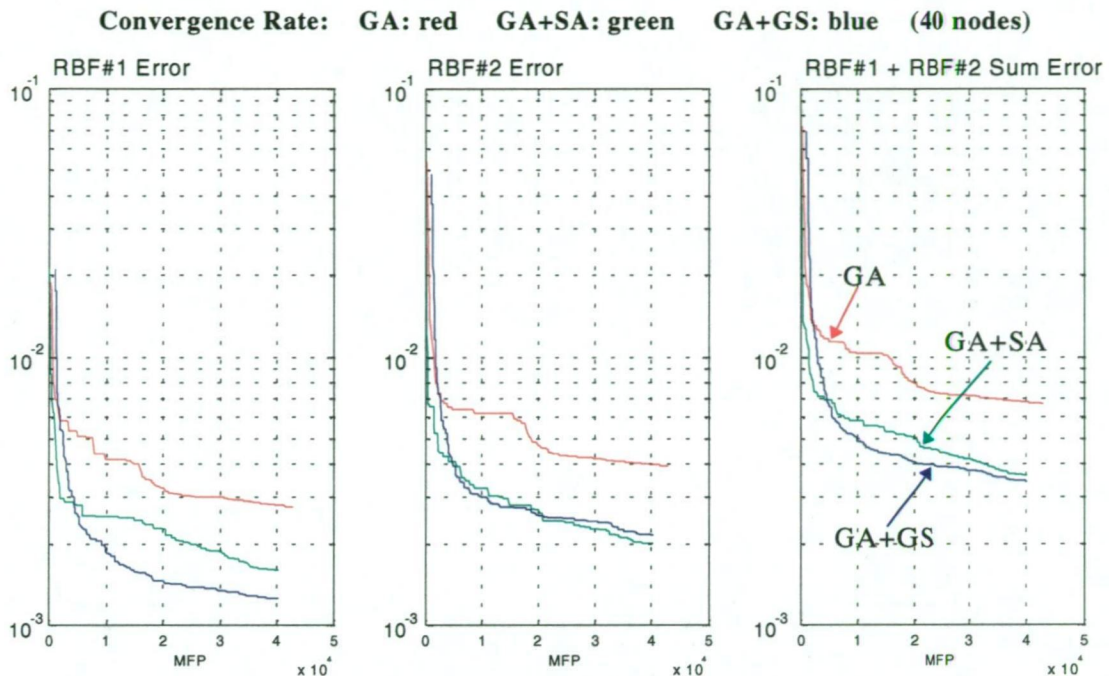 Convergence Rate: GA: red GA+SA: green GA+GS: blue (40 nodes)
RBF#1 Error
10^-1
10^-2
10^-3
0 1 2 3 4 5
MFP
x 10^4
RBF#2 Error
10^-1
10^-2
10^-3
0 1 2 3 4 5
MFP
x 10^4
RBF#1 + RBF#2 Sum Error
10^-1
10^-2
10^-3
GA
GA+SA
GA+GS
0 1 2 3 4 5
MFP
x 10^4